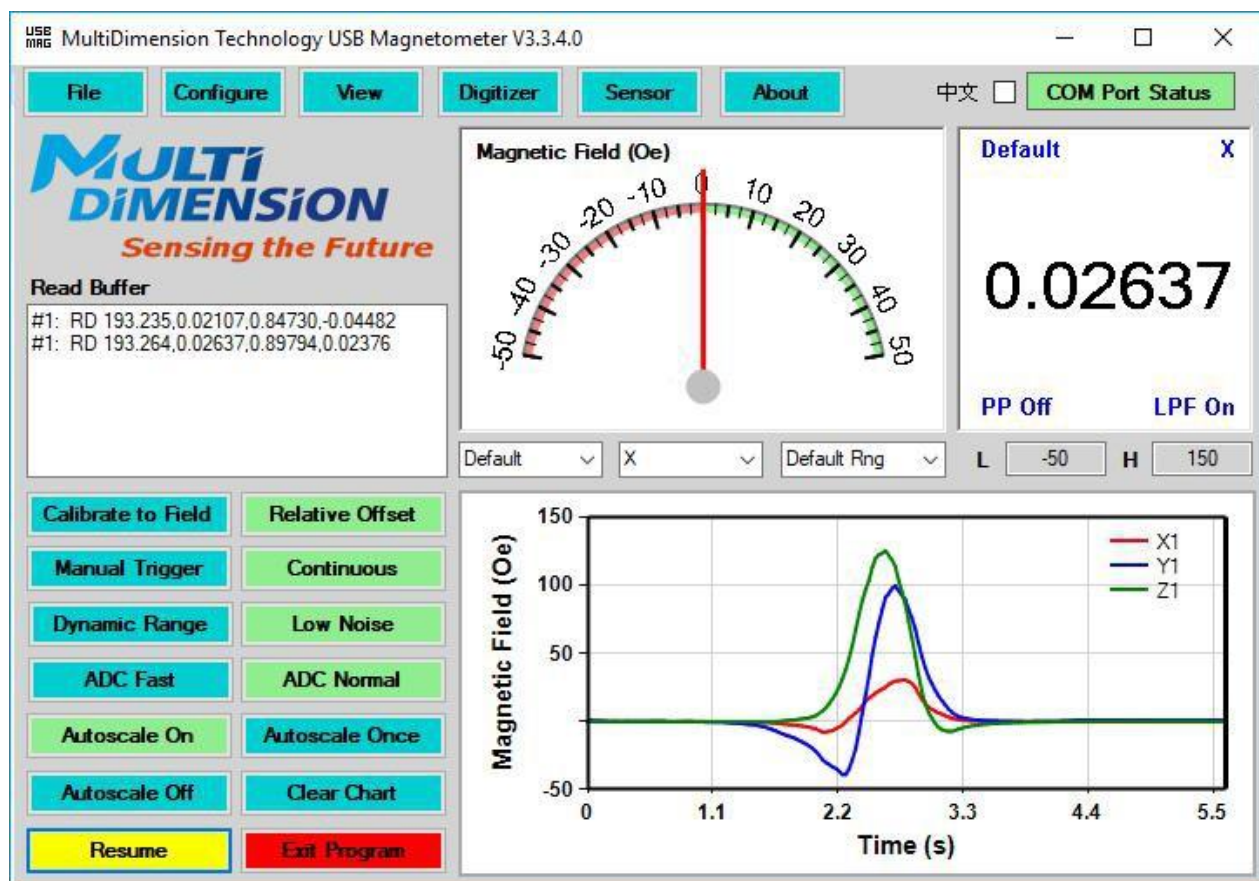 USB MAG MultiDimension Technology USB Magnetometer V3.3.4.0
File Configure View Digitizer Sensor About 中文 COM Port Status
MULTi
DiMENSiON
Sensing the Future
Read Buffer
#1: RD 193.235,0.02107,0.84730,-0.04482
#1: RD 193.264,0.02637,0.89794,0.02376
Magnetic Field (Oe)
-50 -40 -30 -20 -10 0 10 20 30 40 50
Default X
0.02637
PP Off LPF On
Default X Default Rng L -50 H 150
Calibrate to Field Relative Offset
Manual Trigger Continuous
Dynamic Range Low Noise
ADC Fast ADC Normal
Autoscale On Autoscale Once
Autoscale Off Clear Chart
Resume Exit Program
Magnetic Field (Oe)
150
100
50
-50
X1
Y1
Z1
0 1.1 2.2 3.3 4.4 5.5
Time (s)